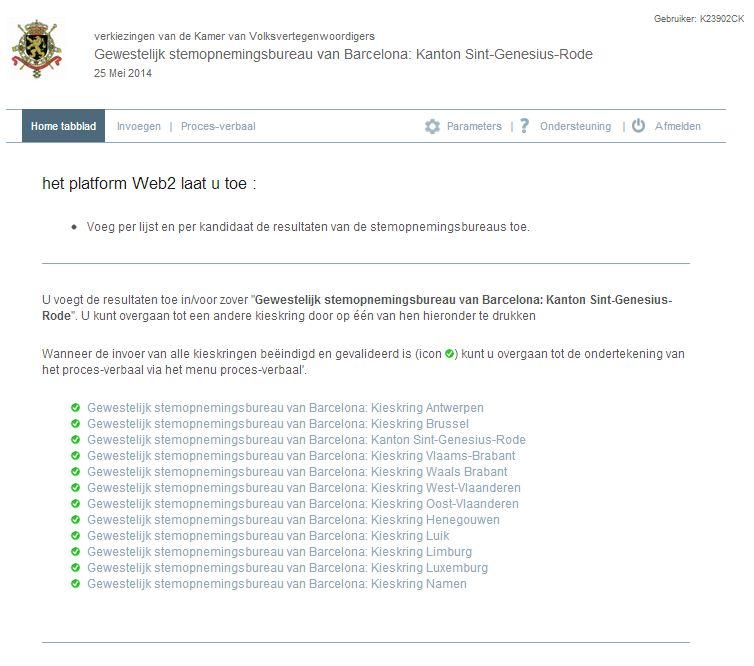 Gebruiker: K23902CK
verkiezingen van de Kamer van Volksvertegenwoordigers
Gewestelijk stemopnemingsbureau van Barcelona: Kanton Sint-Genesius-Rode
25 Mei 2014
Home tabblad Invoegen | Proces-verbaal Parameters | ? Ondersteuning | Afmelden
het platform Web2 laat u toe :
• Voeg per lijst en per kandidaat de resultaten van de stemopnemingsbureaus toe.
U voegt de resultaten toe in/voor zover "Gewestelijk stemopnemingsbureau van Barcelona: Kanton Sint-Genesius-
Rode". U kunt overgaan tot een andere kieskring door op één van hen hieronder te drukken
Wanneer de invoer van alle kieskringen beëindigd en gevalideerd is (icon ) kunt u overgaan tot de ondertekening van
het proces-verbaal via het menu proces-verbaal'.
Gewestelijk stemopnemingsbureau van Barcelona: Kieskring Antwerpen
Gewestelijk stemopnemingsbureau van Barcelona: Kieskring Brussel
Gewestelijk stemopnemingsbureau van Barcelona: Kanton Sint-Genesius-Rode
Gewestelijk stemopnemingsbureau van Barcelona: Kieskring Vlaams-Brabant
Gewestelijk stemopnemingsbureau van Barcelona: Kieskring Waals Brabant
Gewestelijk stemopnemingsbureau van Barcelona: Kieskring West-Vlaanderen
Gewestelijk stemopnemingsbureau van Barcelona: Kieskring Oost-Vlaanderen
Gewestelijk stemopnemingsbureau van Barcelona: Kieskring Henegouwen
Gewestelijk stemopnemingsbureau van Barcelona: Kieskring Luik
Gewestelijk stemopnemingsbureau van Barcelona: Kieskring Limburg
Gewestelijk stemopnemingsbureau van Barcelona: Kieskring Luxemburg
Gewestelijk stemopnemingsbureau van Barcelona: Kieskring Namen